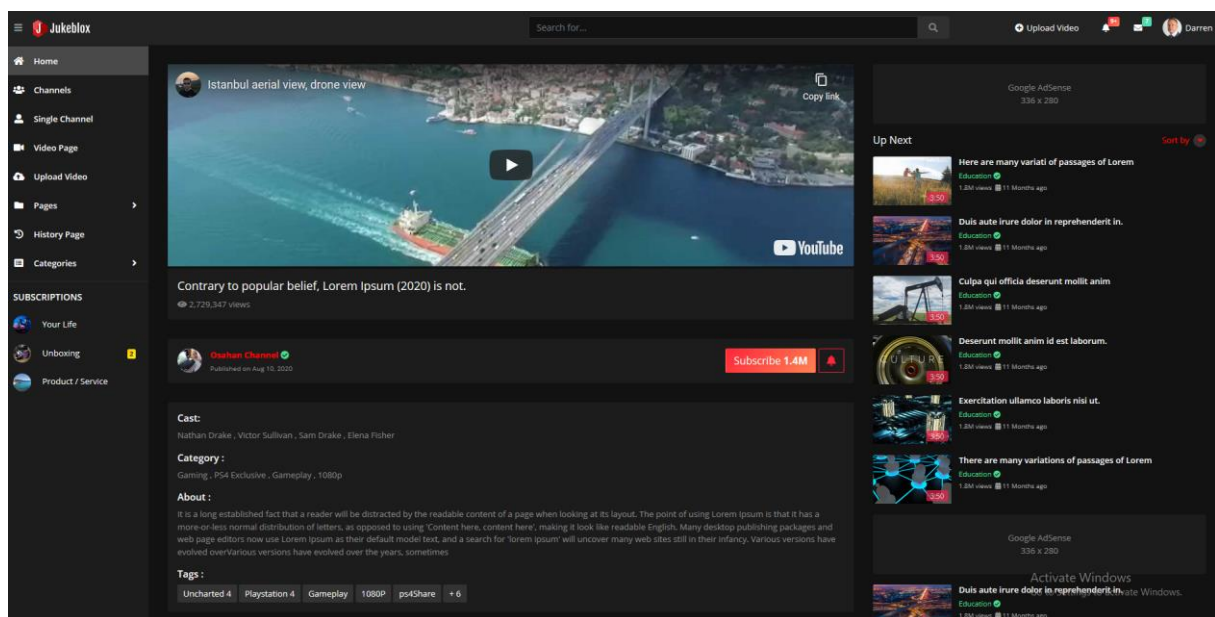 Jukeblox
Search for...
Upload Video
9+
7
Darren
Home
Channels
Single Channel
Video Page
Upload Video
Pages
History Page
Categories
SUBSCRIPTIONS
Your Life
Unboxing
2
Product / Service
Istanbul aerial view, drone view
Copy link
YouTube
Contrary to popular belief, Lorem Ipsum (2020) is not.
2,729,347 views
Osahan Channel
Published on Aug 10, 2020
Subscribe 1.4M
Cast:
Nathan Drake , Victor Sullivan , Sam Drake , Elena Fisher
Category :
Gaming , PS4 Exclusive , Gameplay , 1080p
About :
It is a long established fact that a reader will be distracted by the readable content of a page when looking at its layout. The point of using Lorem Ipsum is that it has a
more-or-less normal distribution of letters, as opposed to using 'Content here, content here', making it look like readable English. Many desktop publishing packages and
web page editors now use Lorem Ipsum as their default model text, and a search for 'lorem ipsum' will uncover many web sites still in their infancy. Various versions have
evolved overVarious versions have evolved over the years, sometimes
Tags :
Uncharted 4 Playstation 4 Gameplay 1080P ps4Share + 6
Google AdSense
336 x 280
Up Next
Sort by
Here are many variati of passages of Lorem
Education
1.8M views 11 Months ago
3:50
Duis aute irure dolor in reprehenderit in.
Education
1.8M views 11 Months ago
3:50
Culpa qui officia deserunt mollit anim
Education
1.8M views 11 Months ago
3:50
Deserunt mollit anim id est laborum.
Education
1.8M views 11 Months ago
CULTURE
3:50
Exercitation ullamco laboris nisi ut.
Education
1.8M views 11 Months ago
3:50
There are many variations of passages of Lorem
Education
1.8M views 11 Months ago
3:50
Google AdSense
336 x 280
Activate Windows
Duis aute irure dolor in reprehenderit in.
Windows.
Education
1.8M views 11 Months ago